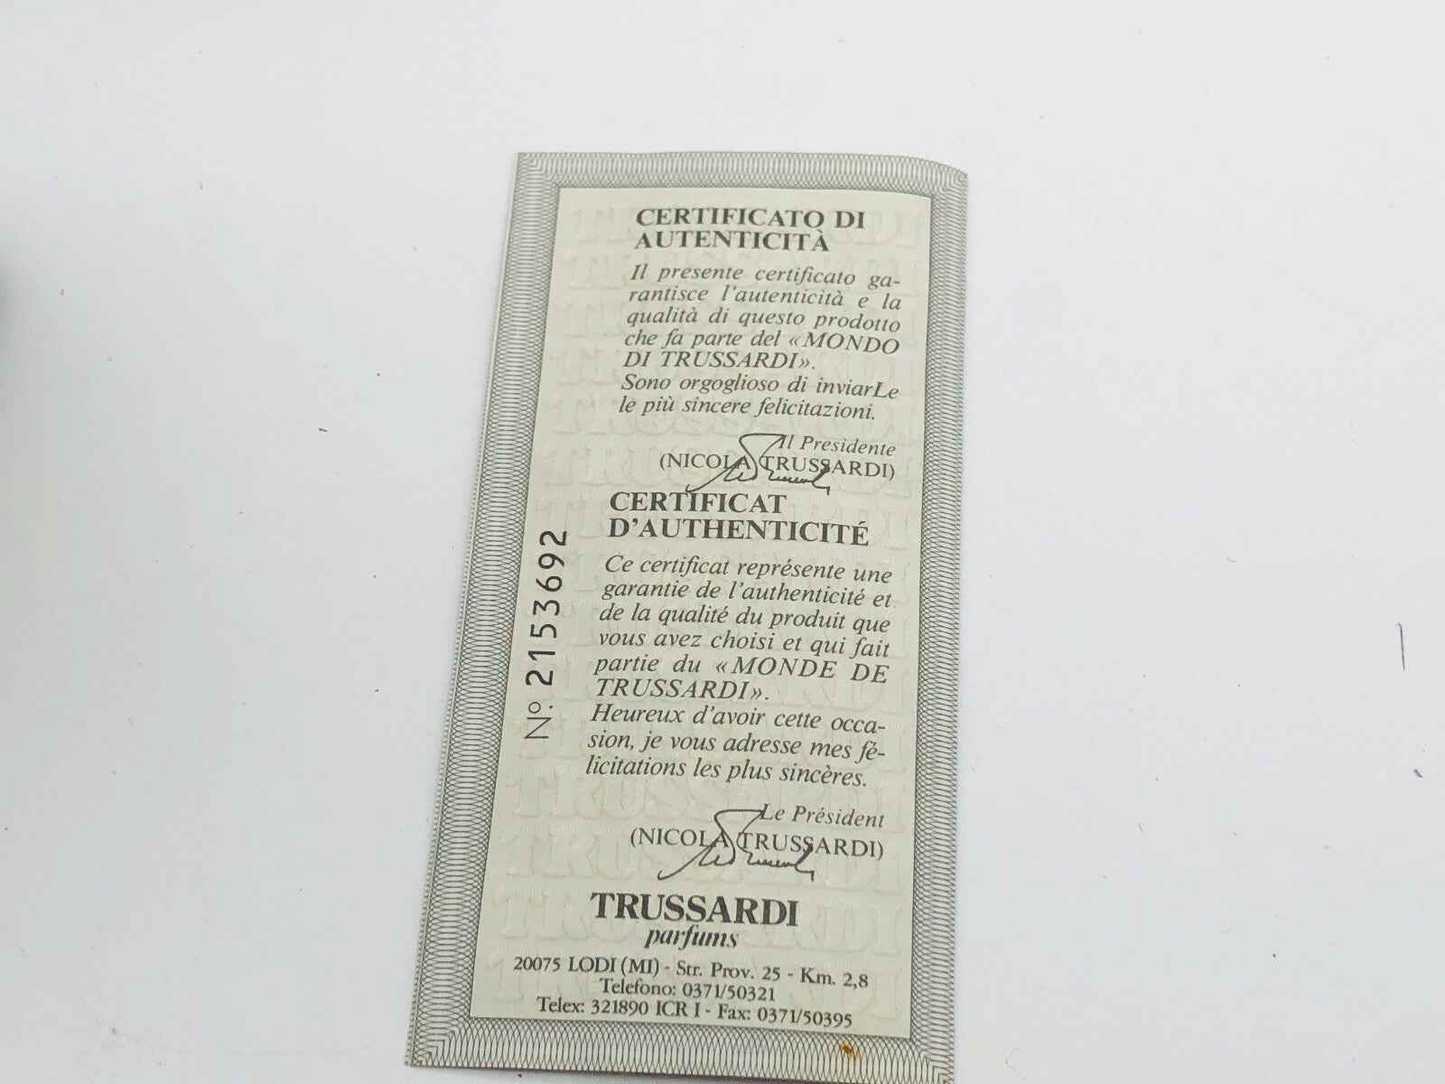 CERTIFICATO DI
AUTENTICITÀ
Il presente certificato ga-
rantisce l'autenticità e la
qualità di questo prodotto
che fa parte del «MONDO
DI TRUSSARDI».
Sono orgoglioso di inviarLe
le più sincere felicitazioni.
Il Presidente
(NICOLA TRUSSARDI)
CERTIFICAT
D'AUTHENTICITÉ
Ce certificat représente une
garantie de l'authenticité et
de la qualité du produit que
vous avez choisi et qui fait
partie du «MONDE DE
TRUSSARDI».
Heureux d'avoir cette occa-
sion, je vous adresse mes fé-
licitations les plus sincères.
Le Président
(NICOLA TRUSSARDI)
Nº. 2153692
TRUSSARDI
parfums
20075 LODI (MI) - Str. Prov. 25 - Km. 2,8
Telefono: 0371/50321
Telex: 321890 ICR I - Fax: 0371/50395